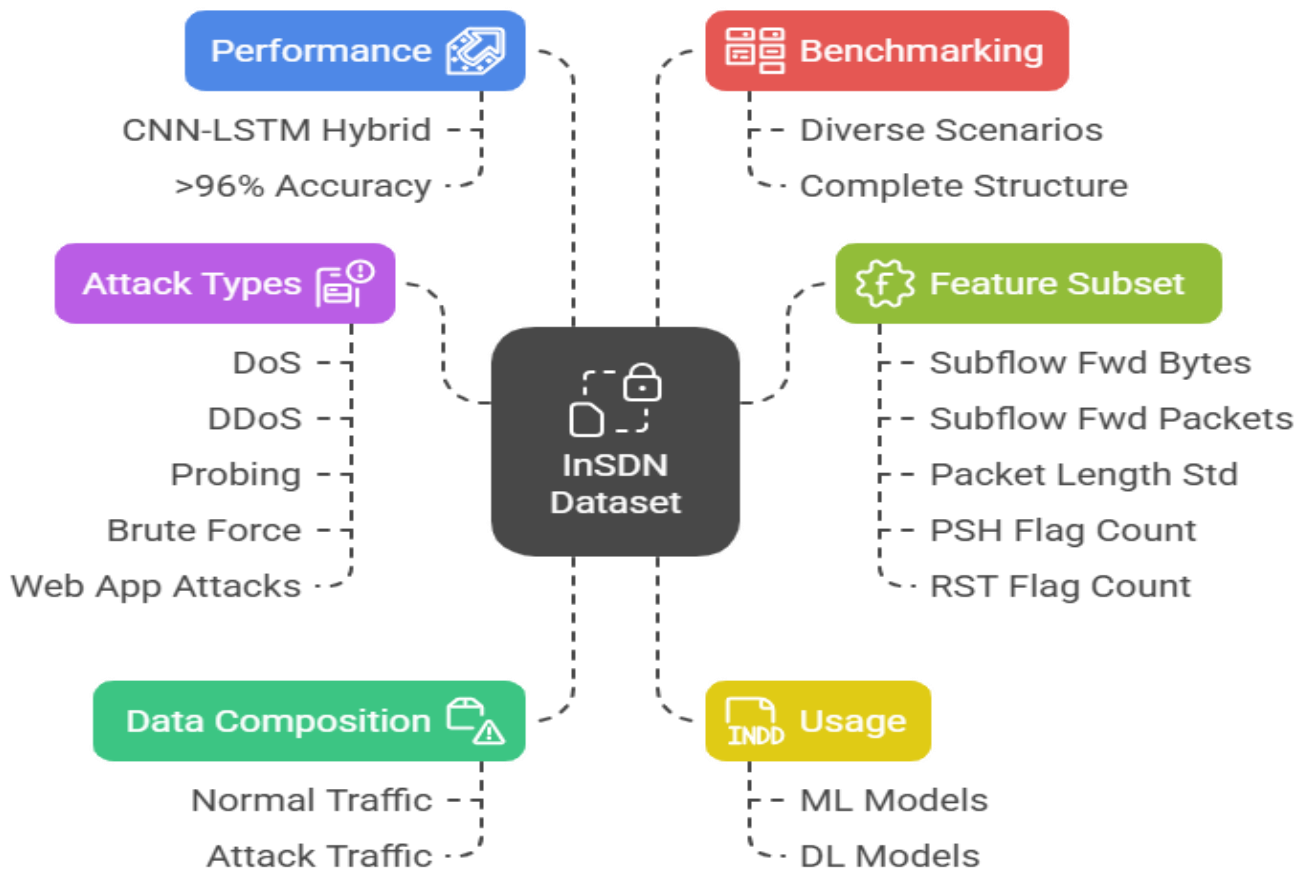 Performance
CNN-LSTM Hybrid
>96% Accuracy
Benchmarking
Diverse Scenarios
Complete Structure
Attack Types
DoS
DDoS
Probing
Brute Force
Web App Attacks
InSDN
Dataset
Feature Subset
Subflow Fwd Bytes
Subflow Fwd Packets
Packet Length Std
PSH Flag Count
RST Flag Count
Data Composition
Normal Traffic
Attack Traffic
INDD
Usage
ML Models
DL Models